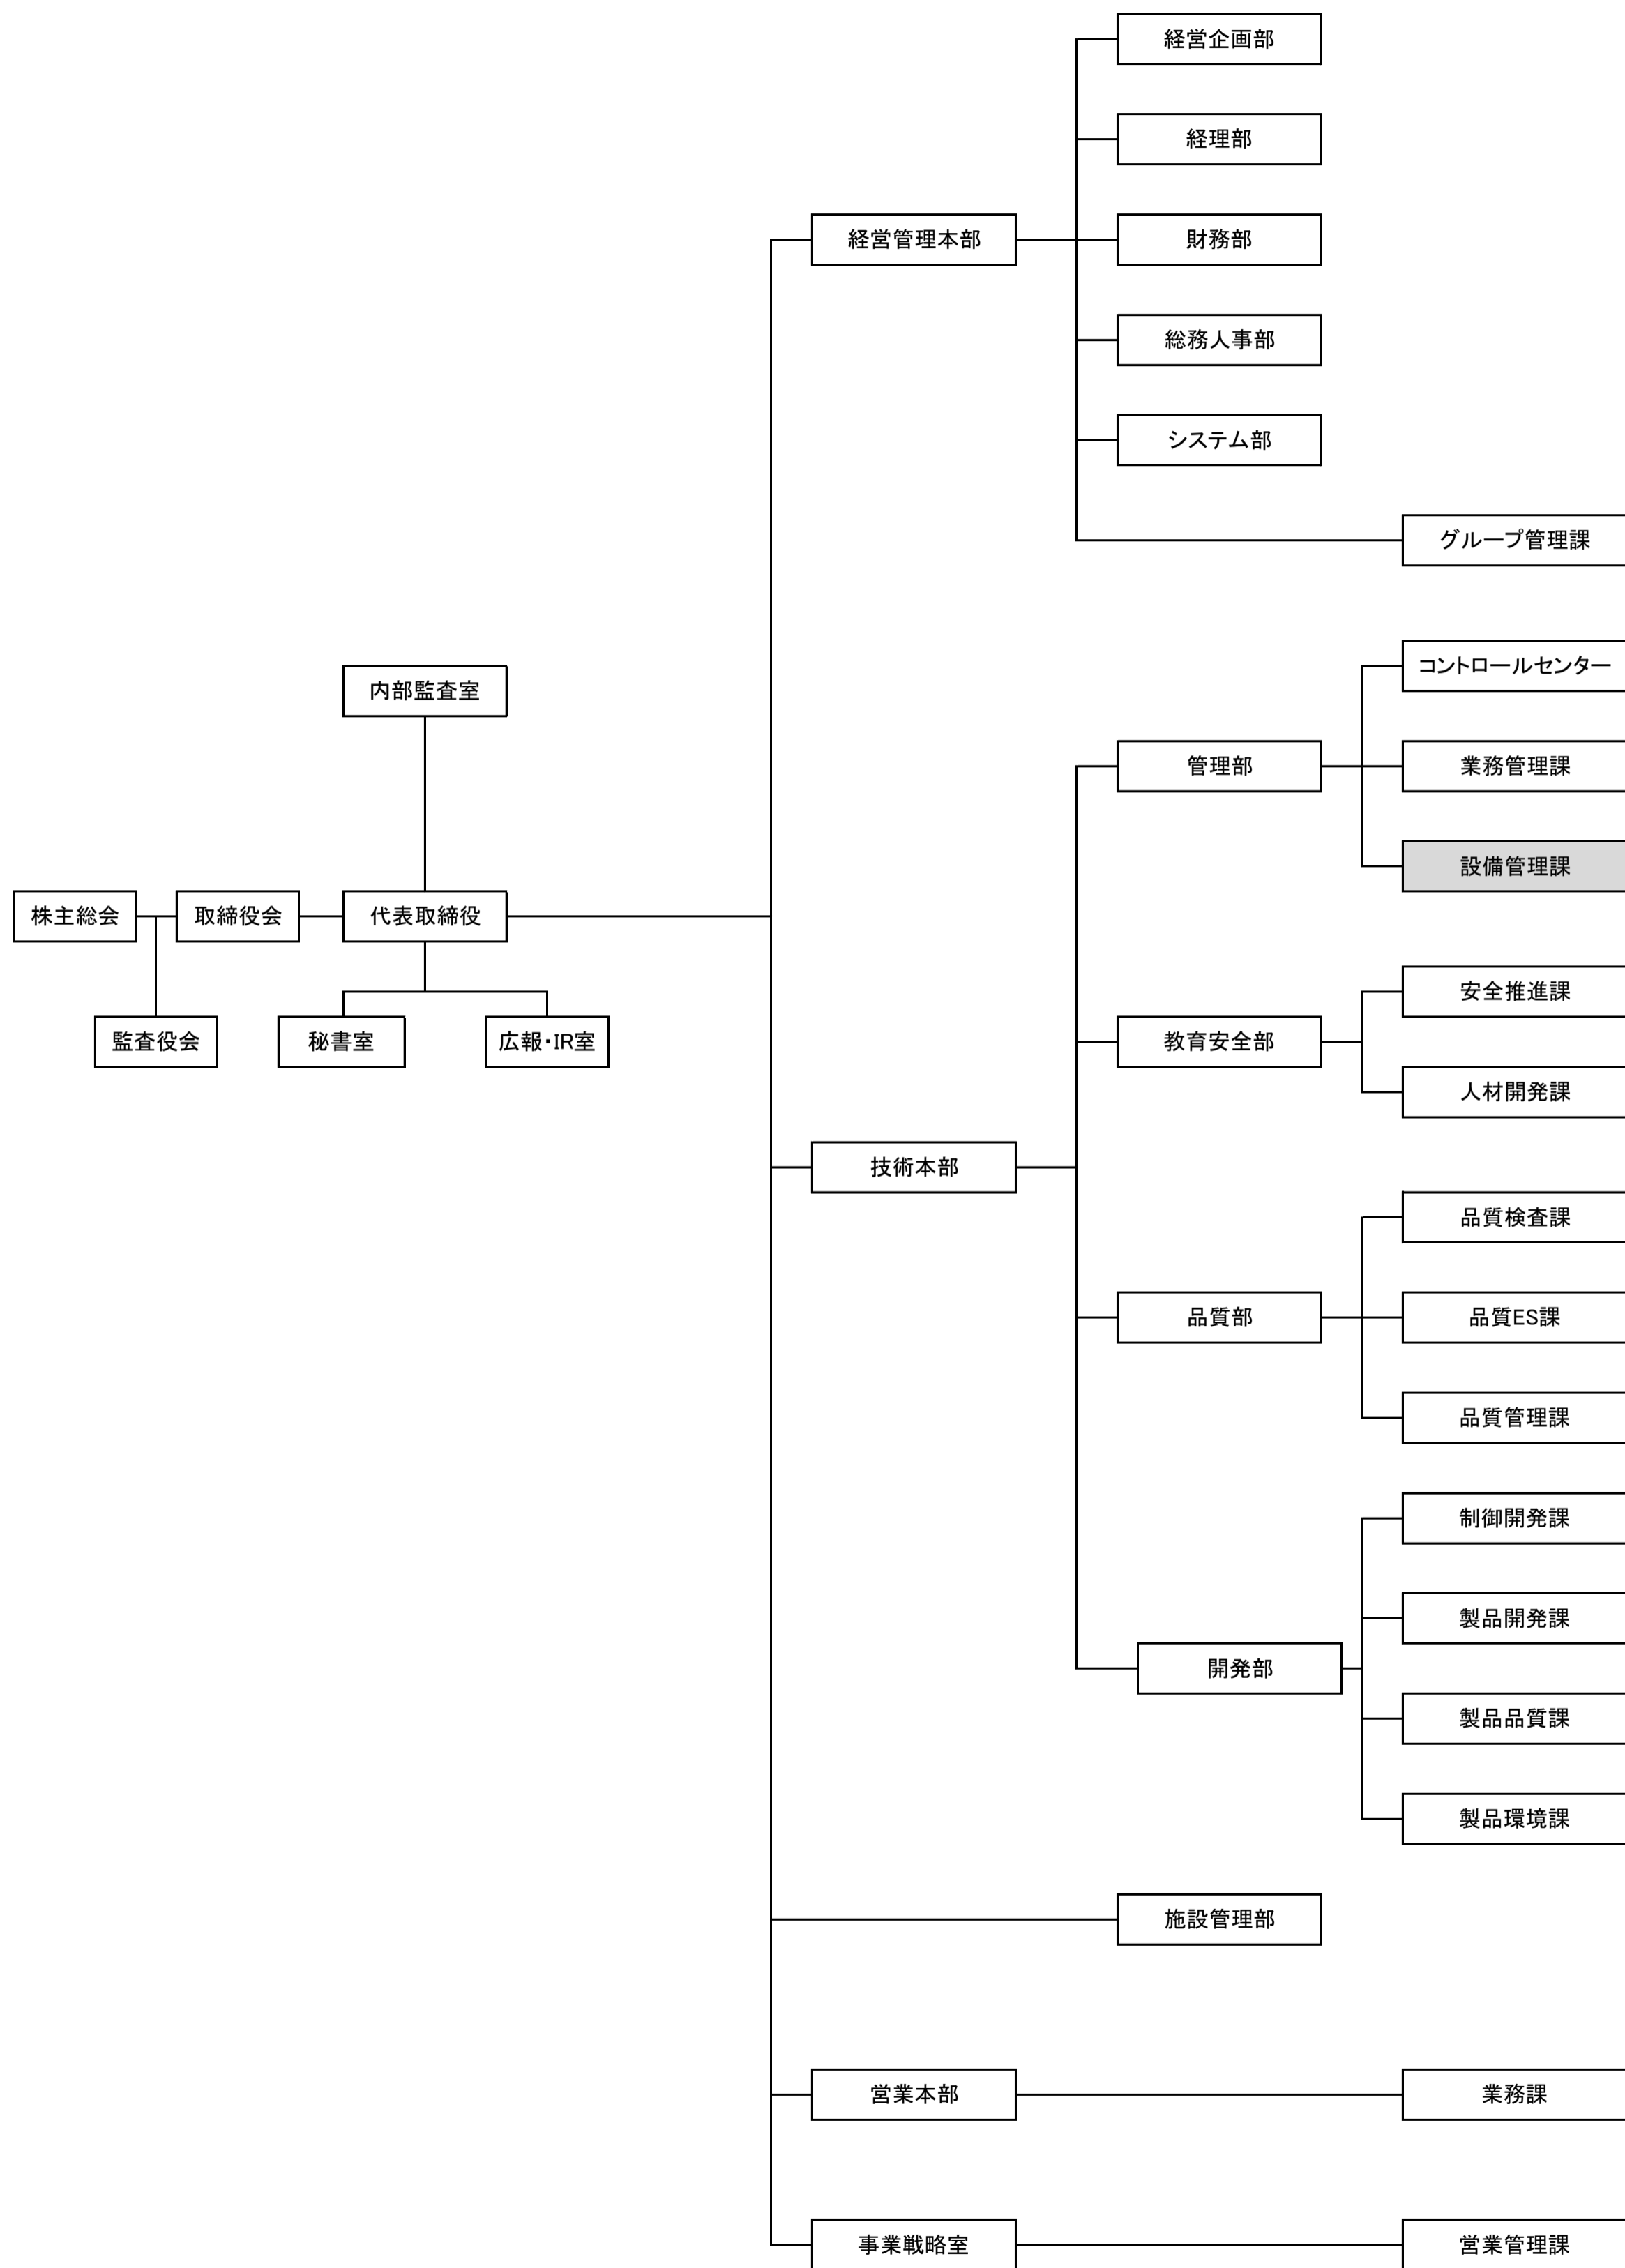 経営企画部
経理部
経営管理本部
財務部
総務人事部
システム部
グループ管理課
コントロールセンター
内部監査室
管理部
業務管理課
設備管理課
株主総会
取締役会
代表取締役
監査役会
秘書室
広報・IR室
安全推進課
教育安全部
人材開発課
技術本部
品質検査課
品質部
品質ES課
品質管理課
制御開発課
製品開発課
開発部
製品品質課
製品環境課
施設管理部
営業本部
業務課
事業戦略室
営業管理課